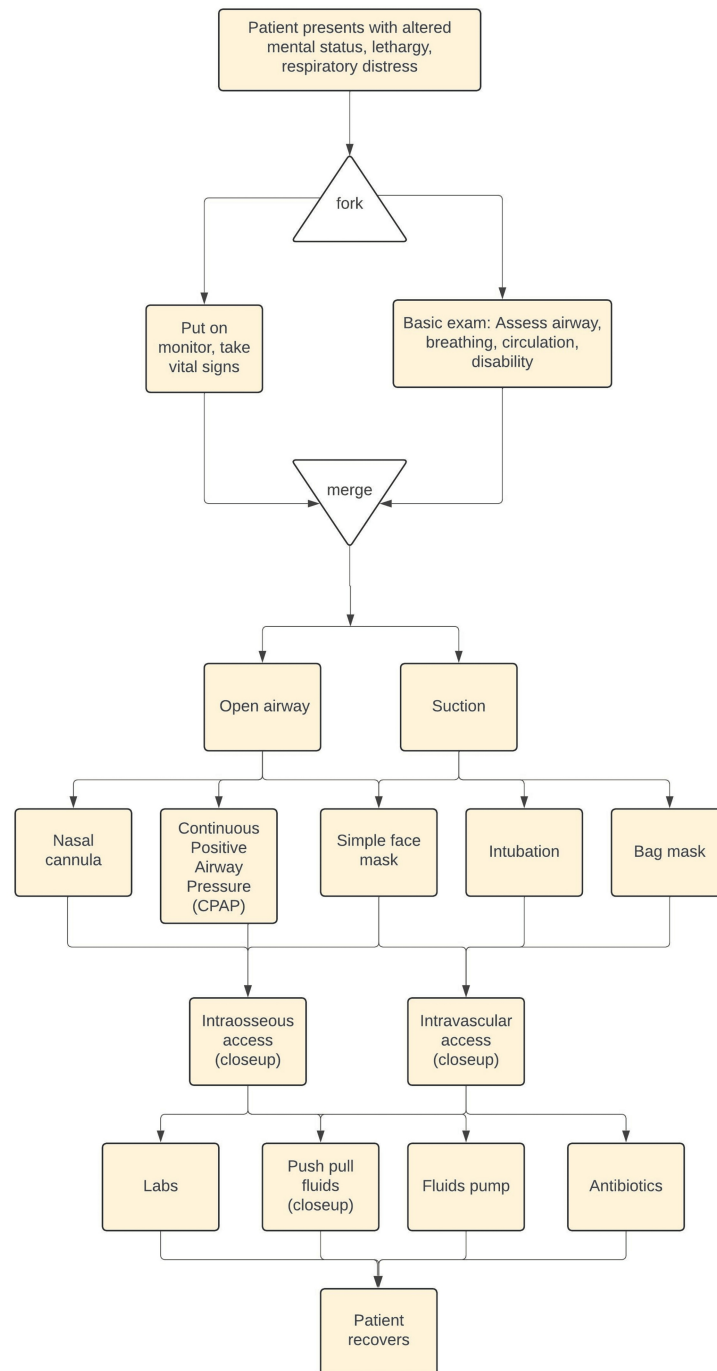 Patient presents with altered
mental status, lethargy,
respiratory distress
fork
Put on
monitor, take
vital signs
Basic exam: Assess airway,
breathing, circulation,
disability
merge
Open airway
Suction
Nasal
cannula
Continuous
Positive
Airway
Pressure
(CPAP)
Simple face
mask
Intubation
Bag mask
Intraosseous
access
(closeup)
Intravascular
access
(closeup)
Labs
Push pull
fluids
(closeup)
Fluids pump
Antibiotics
Patient
recovers